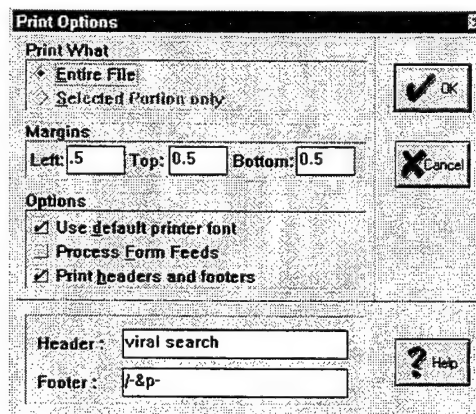 Print Options
Print What
Entire File
Selected Portion only
OK
Margins
Left: .5 Top: 0.5 Bottom: 0.5
Cancel
Options
Use default printer font
Process Form Feeds
Print headers and footers
Header : viral search
Footer : /-&p-
Help